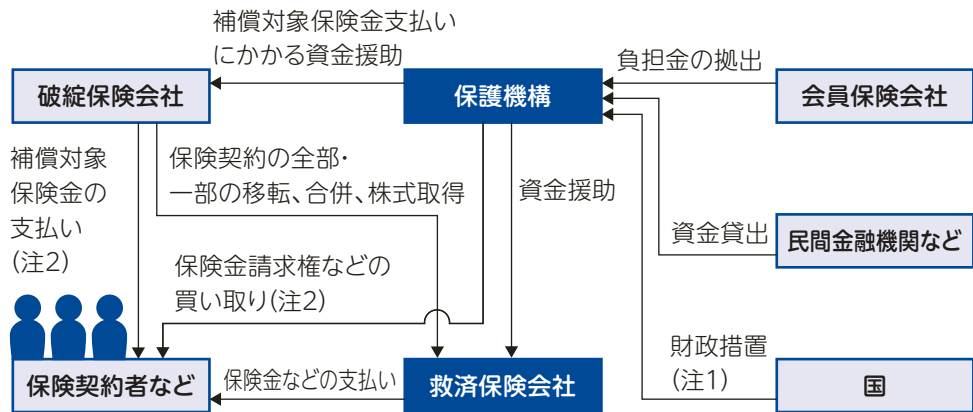 補償対象保険金支払い
にかかる資金援助
負担金の拠出
破綻保険会社
保護機構
会員保険会社
補償対象
保険金の
支払い
(注2)
保険契約の全部・
一部の移転、合併、株式取得
資金援助
資金貸出
民間金融機関など
保険金請求権などの
買い取り(注2)
財政措置
(注1)
保険契約者など
保険金などの支払い
救済保険会社
国